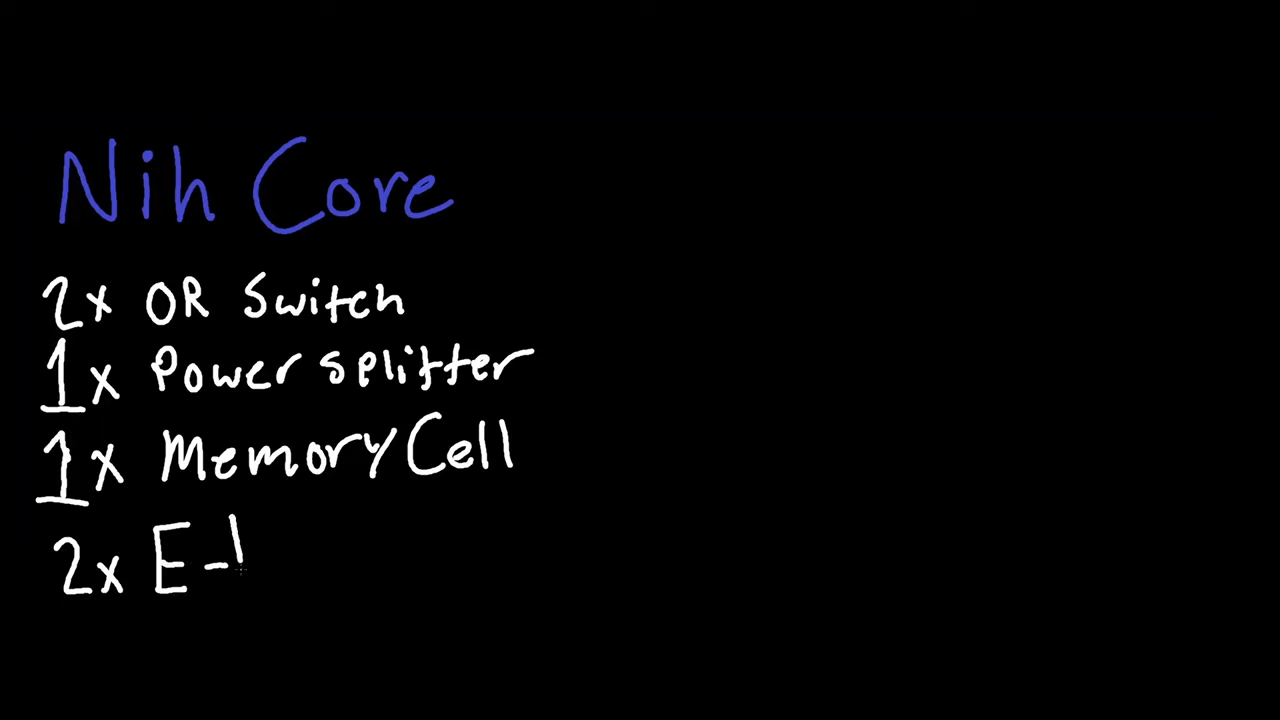 Nih Core
2x OR Switch
1x Power splitter
1x Memory Cell
2x E-